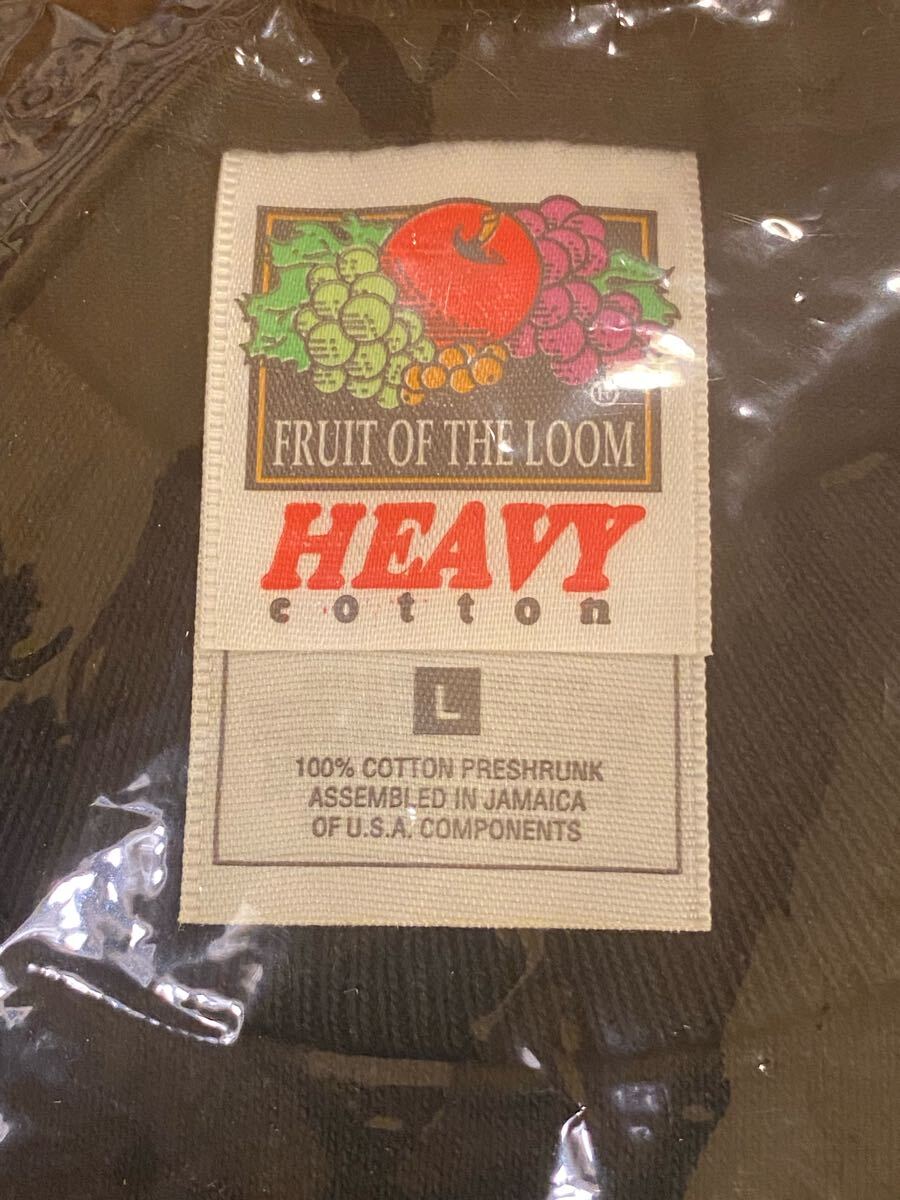 ®
FRUIT OF THE LOOM
HEAVY
cotton
L
100% COTTON PRESHRUNK
ASSEMBLED IN JAMAICA
OF U.S.A. COMPONENTS